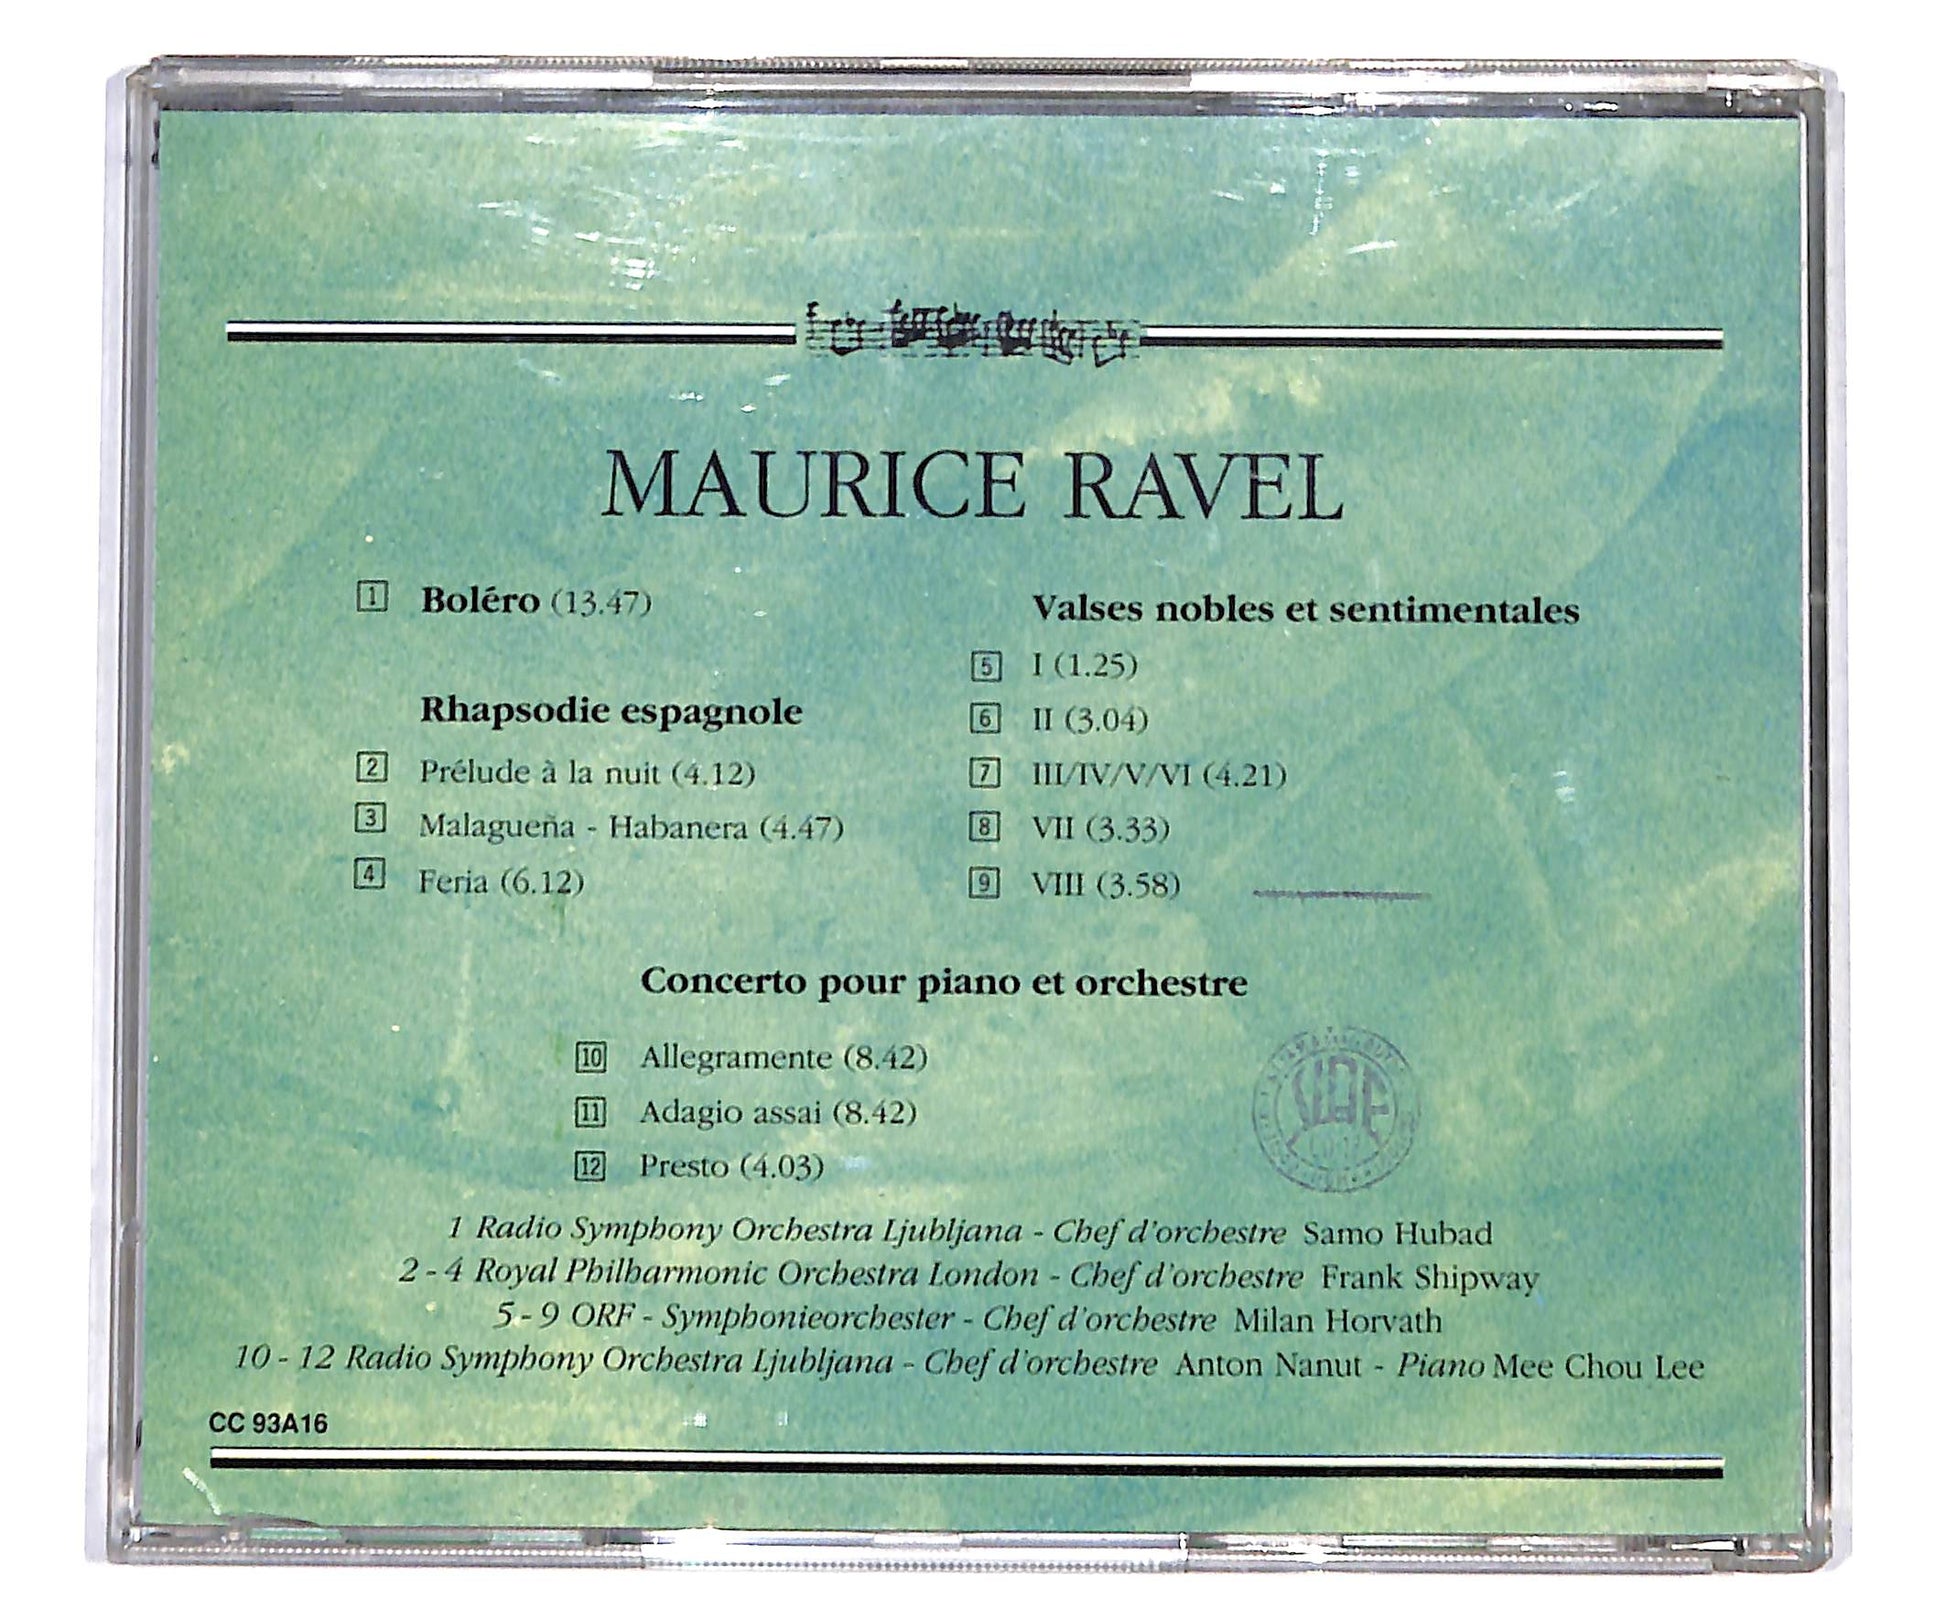 MAURICE RAVEL
1 Boléro (13.47)
Rhapsodie espagnole
2 Prélude à la nuit (4.12)
3 Malagueña - Habanera (4.47)
4 Feria (6.12)
Valses nobles et sentimentales
5 I (1.25)
6 II (3.04)
7 III/IV/V/VI (4.21)
8 VII (3.33)
9 VIII (3.58)
Concerto pour piano et orchestre
10 Allegramente (8.42)
11 Adagio assai (8.42)
12 Presto (4.03)
1 Radio Symphony Orchestra Ljubljana - Chef d'orchestre Samo Hubad
2 - 4 Royal Philharmonic Orchestra London - Chef d'orchestre Frank Shipway
5 - 9 ORF - Symphonieorchester - Chef d'orchestre Milan Horvath
10 - 12 Radio Symphony Orchestra Ljubljana - Chef d'orchestre Anton Nanut - Piano Mee Chou Lee
CC 93A16